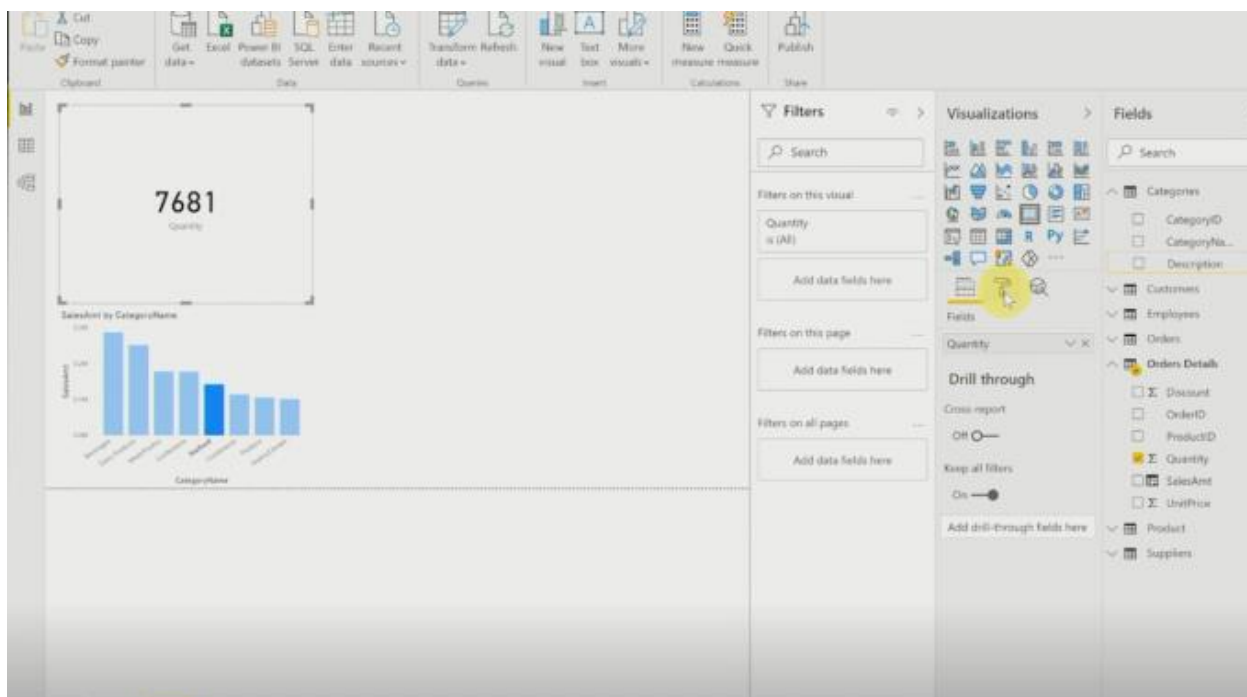 Paste
Cut
Copy
Format painter
Clipboard
Get data
Excel
Power BI datasets
SQL Server
Enter data
Recent sources
Data
Transform data
Refresh
Queries
New visual
Text box
More visuals
Insert
New measure
Quick measure
Calculations
Publish
Share
7681
Quantity
SalesAmt by CategoryName
SalesAmt
CategoryName
Filters
Search
Filters on this visual
Quantity
is (All)
Add data fields here
Filters on this page
Add data fields here
Filters on all pages
Add data fields here
Visualizations
R Py
Fields
Quantity
Drill through
Cross report
Off
Keep all filters
On
Add drill-through fields here
Fields
Search
Categories
CategoryID
CategoryNa...
Description
Customers
Employees
Orders
Orders Details
Discount
OrderID
ProductID
Quantity
SalesAmt
UnitPrice
Product
Suppliers